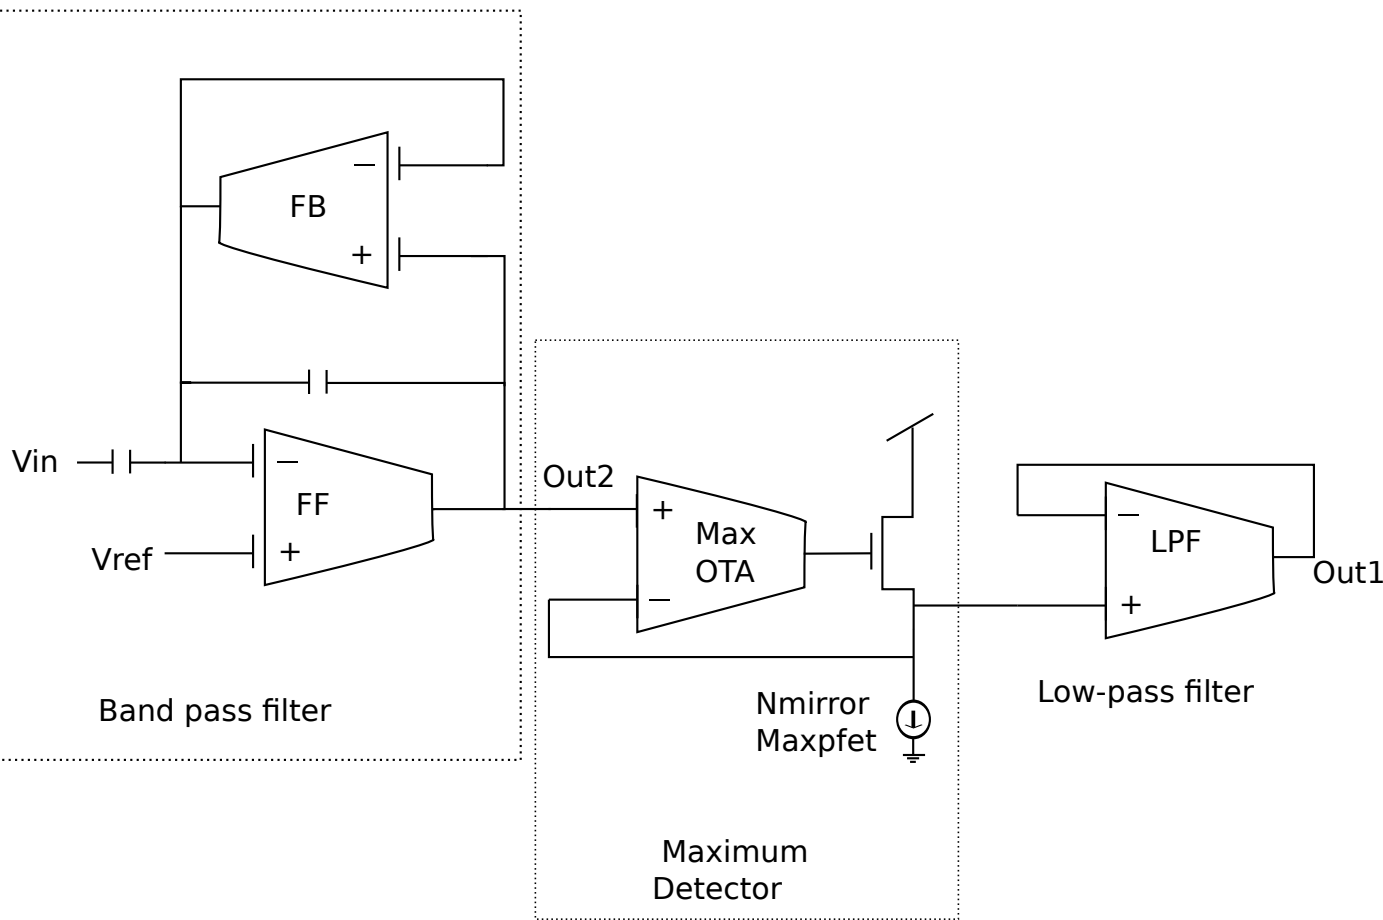 −
FB
+
Vin
−
FF
Vref
+
Band pass filter
Out2
+
Max
OTA
−
Nmirror
Maxpfet
Maximum
Detector
−
LPF
Out1
+
Low-pass filter